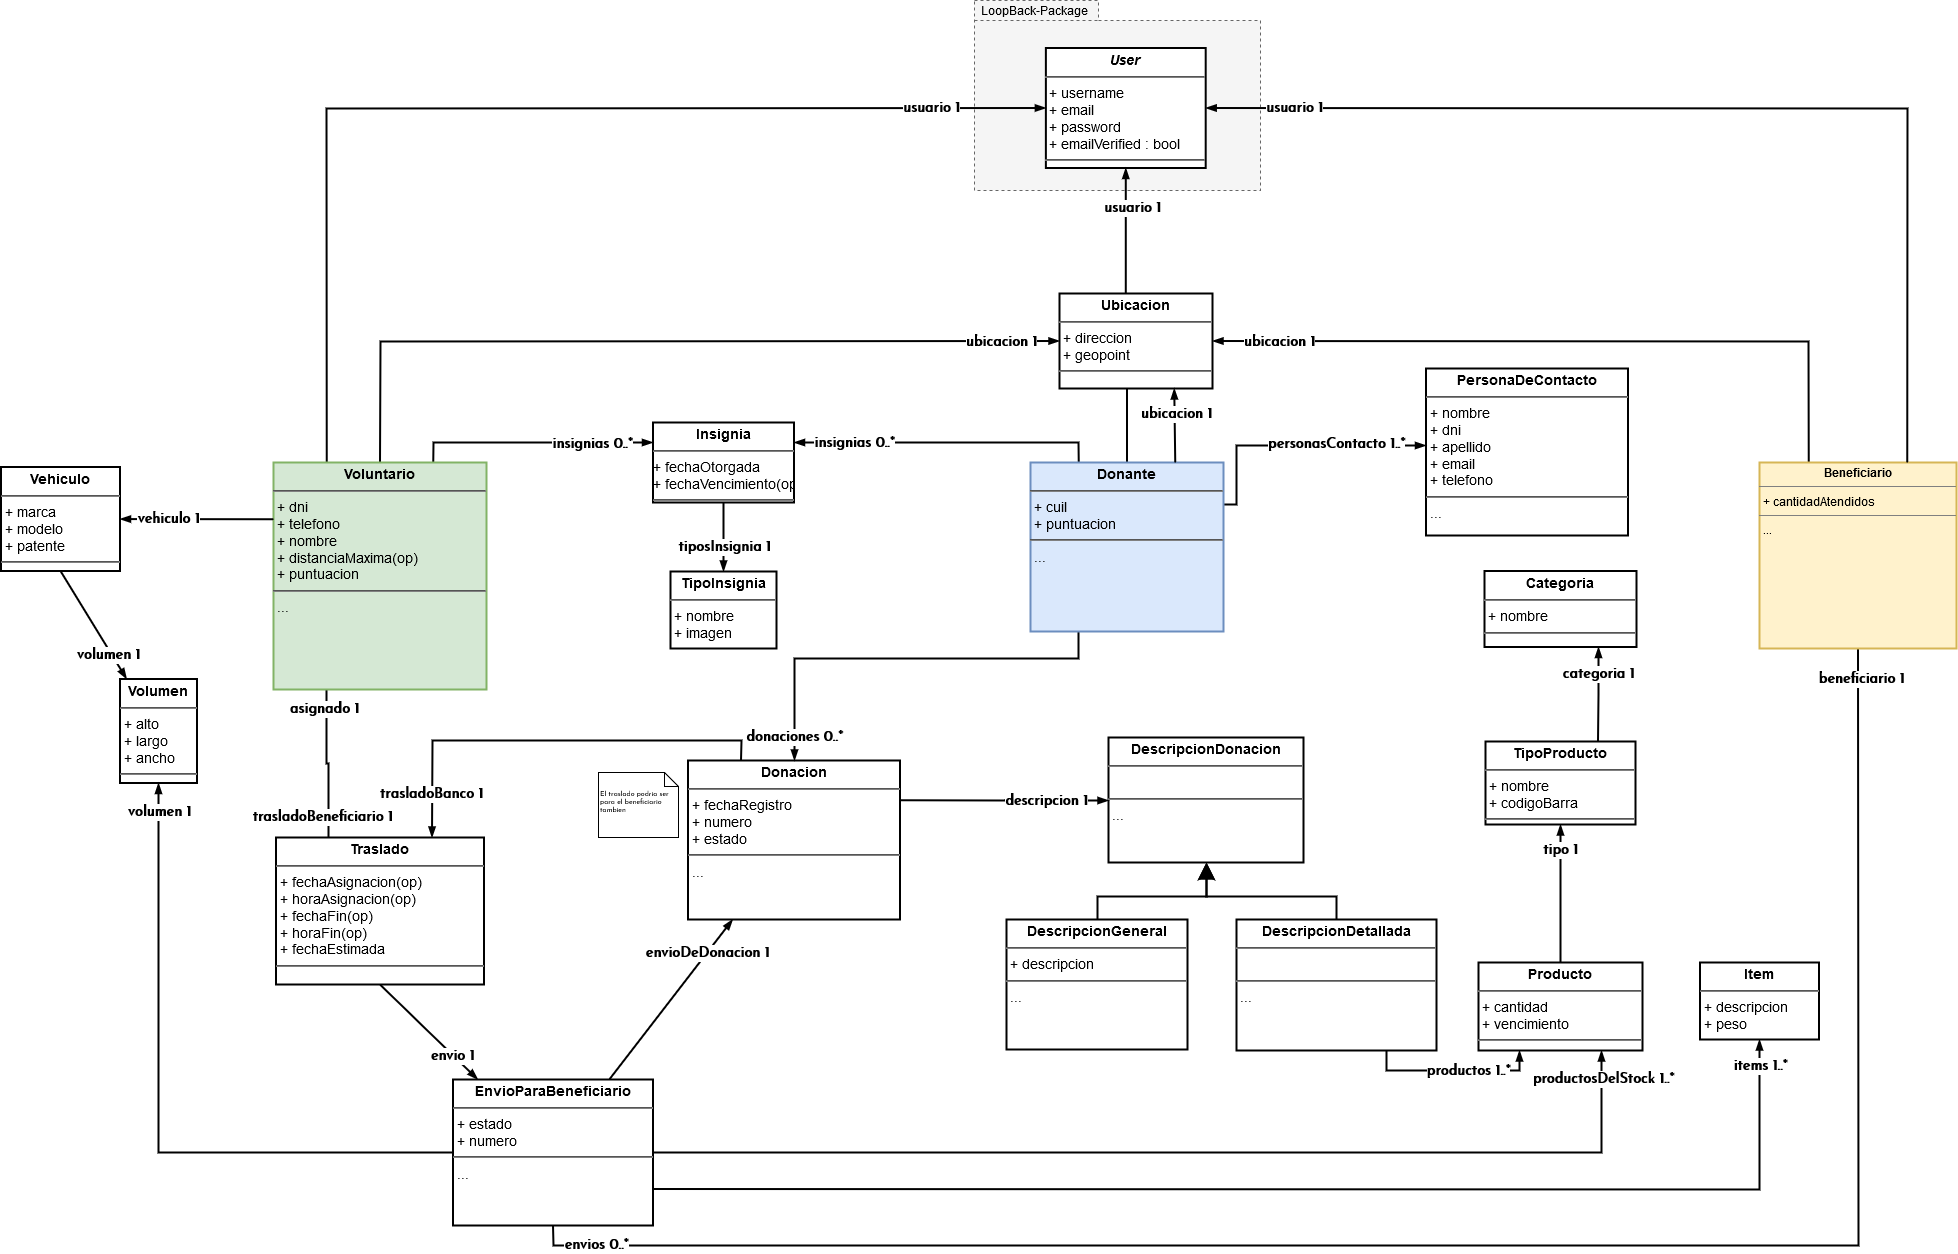 LoopBack-Package
User
+ username
+ email
+ password
+ emailVerified : bool
usuario 1
usuario 1
usuario 1
Ubicacion
+ direccion
+ geopoint
ubicacion 1
ubicacion 1
ubicacion 1
PersonaDeContacto
+ nombre
+ dni
+ apellido
+ email
+ telefono
...
personasContacto 1..*
Insignia
+ fechaOtorgada
+ fechaVencimiento(op
insignias 0..*
insignias 0..*
tiposInsignia 1
TipoInsignia
+ nombre
+ imagen
Vehiculo
+ marca
+ modelo
+ patente
vehiculo 1
Voluntario
+ dni
+ telefono
+ nombre
+ distanciaMaxima(op)
+ puntuacion
...
Donante
+ cuil
+ puntuacion
...
Beneficiario
+ cantidadAtendidos
...
Categoria
+ nombre
categoria 1
volumen 1
Volumen
+ alto
+ largo
+ ancho
volumen 1
asignado 1
trasladoBeneficiario 1
trasladoBanco 1
donaciones 0..*
beneficiario 1
El traslado podria ser
para el beneficiario
tambien
Donacion
+ fechaRegistro
+ numero
+ estado
...
descripcion 1
DescripcionDonacion
...
TipoProducto
+ nombre
+ codigoBarra
tipo 1
Traslado
+ fechaAsignacion(op)
+ horaAsignacion(op)
+ fechaFin(op)
+ horaFin(op)
+ fechaEstimada
envioDeDonacion 1
DescripcionGeneral
+ descripcion
...
DescripcionDetallada
...
Producto
+ cantidad
+ vencimiento
Item
+ descripcion
+ peso
envio 1
productos 1..*
productosDelStock 1..*
items 1..*
EnvioParaBeneficiario
+ estado
+ numero
...
envios 0..*